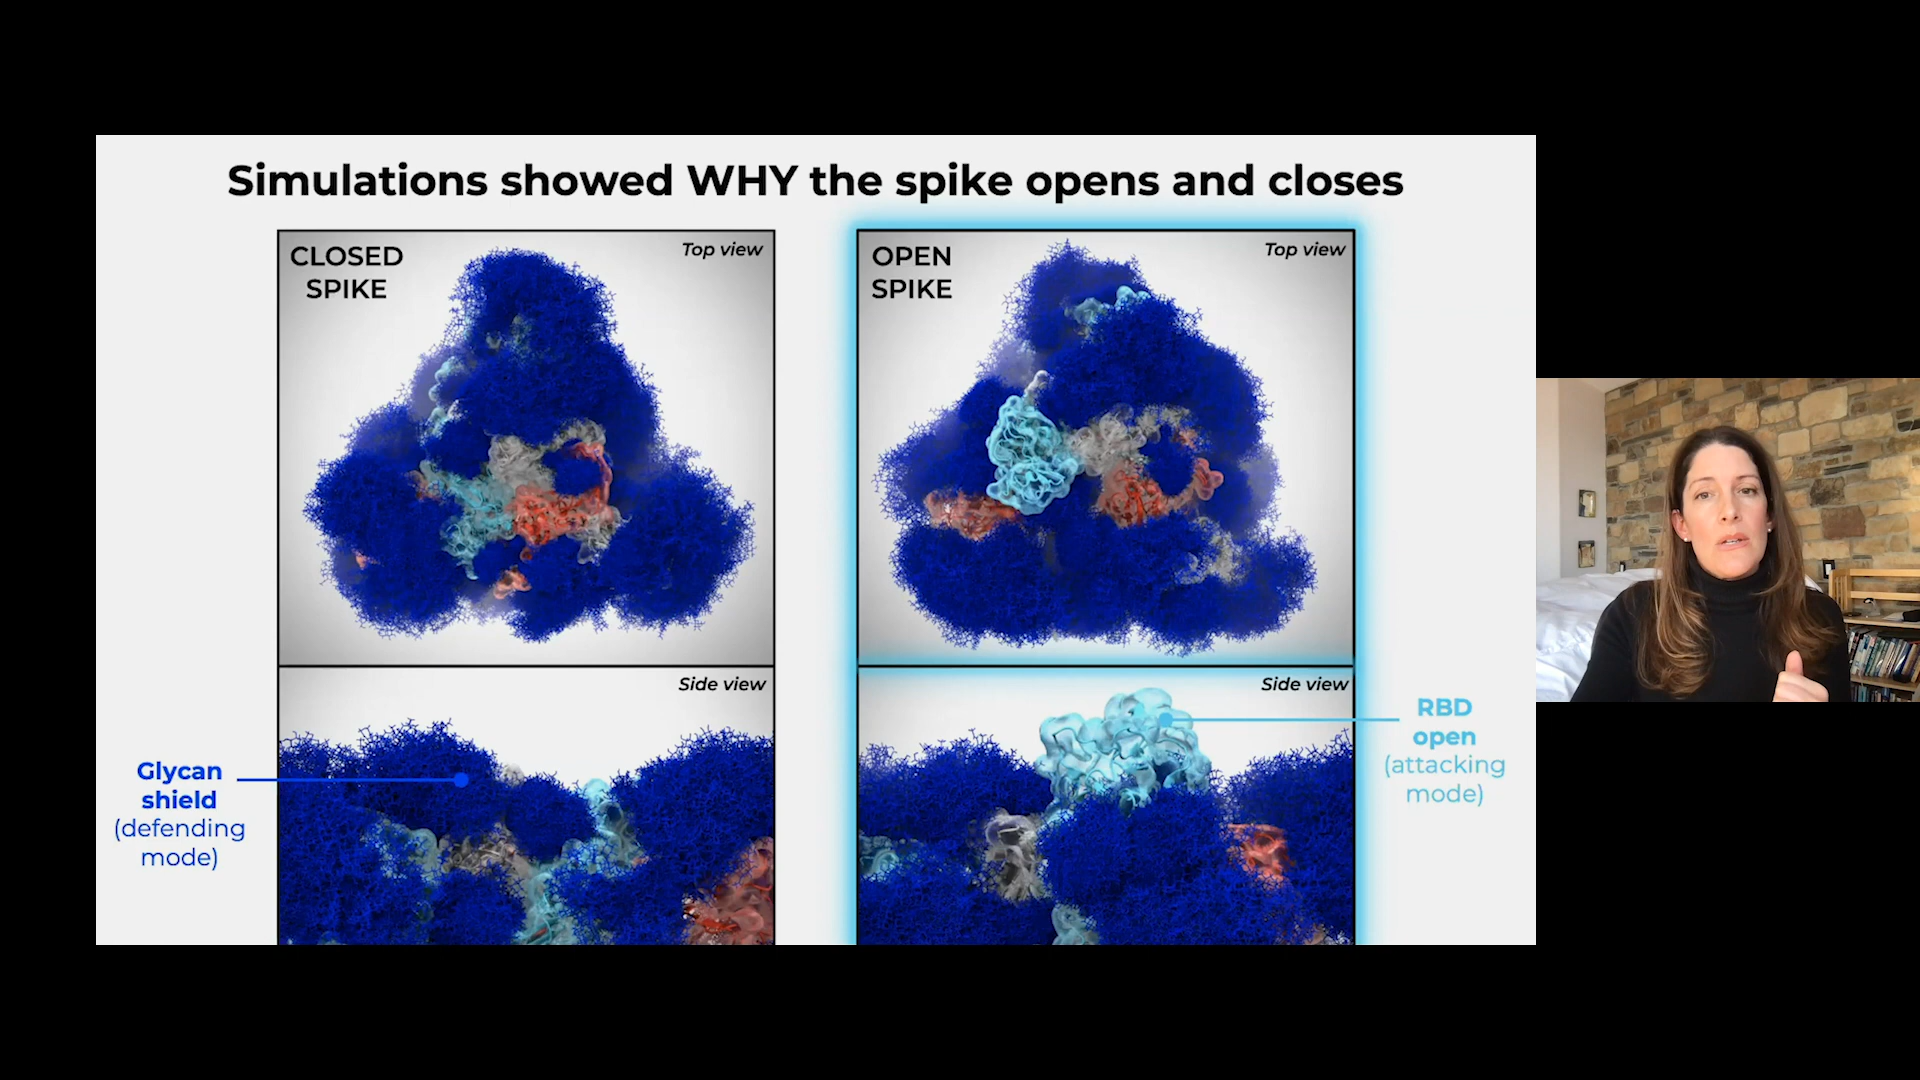 Simulations showed WHY the spike opens and closes
CLOSED
SPIKE
Top view
OPEN
SPIKE
Top view
Side view
Side view
Glycan
shield
(defending
mode)
RBD
open
(attacking
mode)